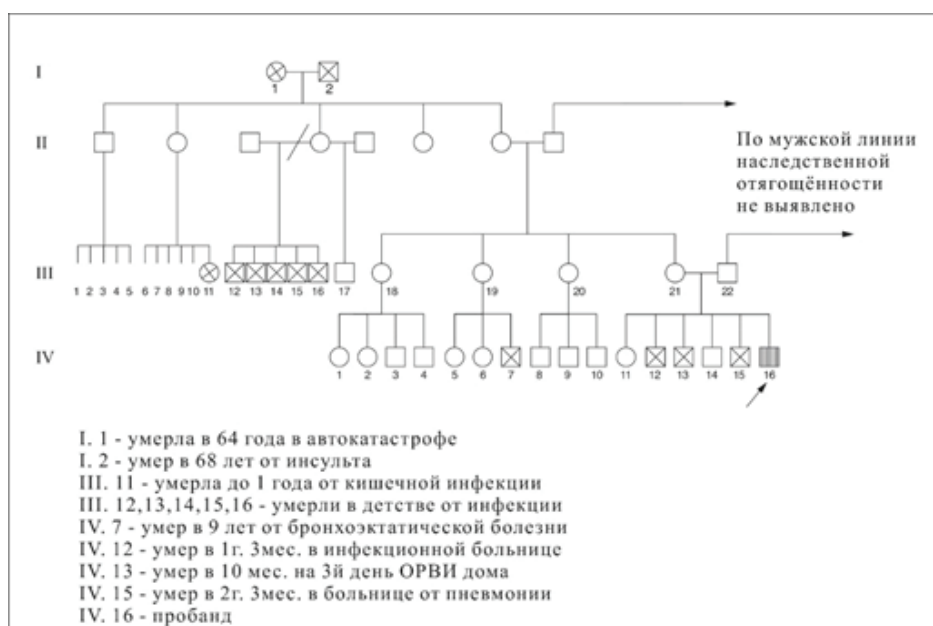 I
1
2
II
По мужской линии
наследственной
отягощённости
не выявлено
III
1 2 3 4 5 6 7 8 9 10 11 12 13 14 15 16 17 18 19 20 21 22
IV
1 2 3 4 5 6 7 8 9 10 11 12 13 14 15 16
I. 1 - умерла в 64 года в автокатастрофе
I. 2 - умер в 68 лет от инсульта
III. 11 - умерла до 1 года от кишечной инфекции
III. 12,13,14,15,16 - умерли в детстве от инфекции
IV. 7 - умер в 9 лет от бронхоэктатической болезни
IV. 12 - умер в 1г. 3мес. в инфекционной больнице
IV. 13 - умер в 10 мес. на 3й день ОРВИ дома
IV. 15 - умер в 2г. 3мес. в больнице от пневмонии
IV. 16 - пробанд